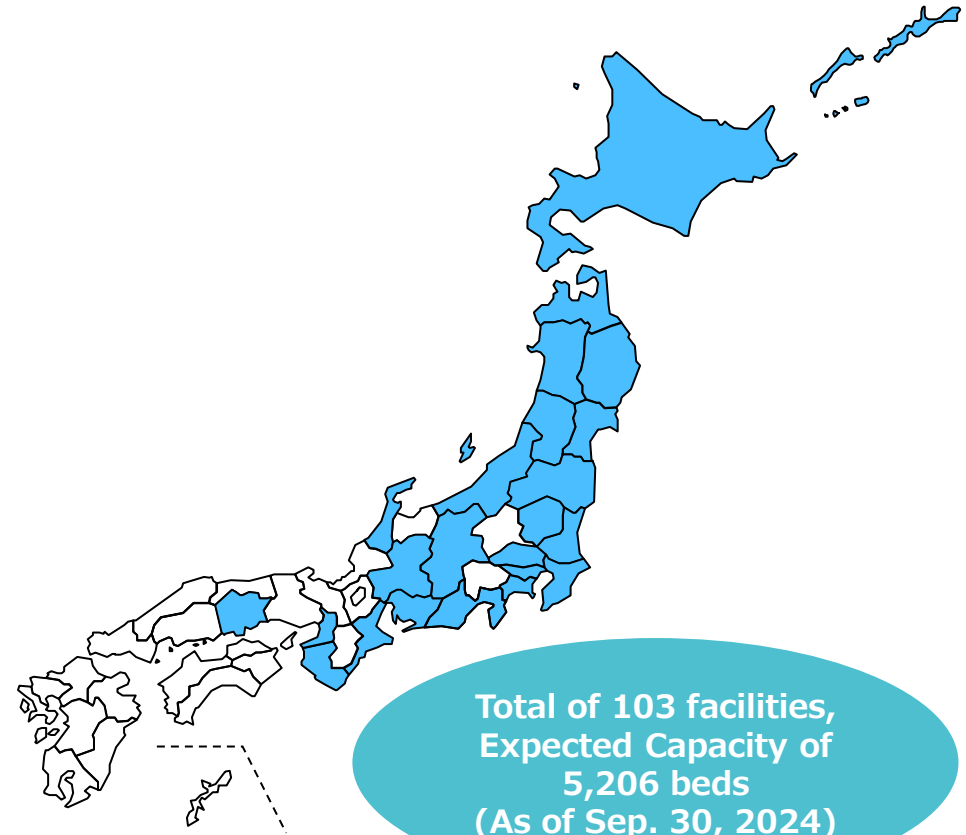 Total of 103 facilities,
Expected Capacity of
5,206 beds
(As of Sep. 30, 2024)